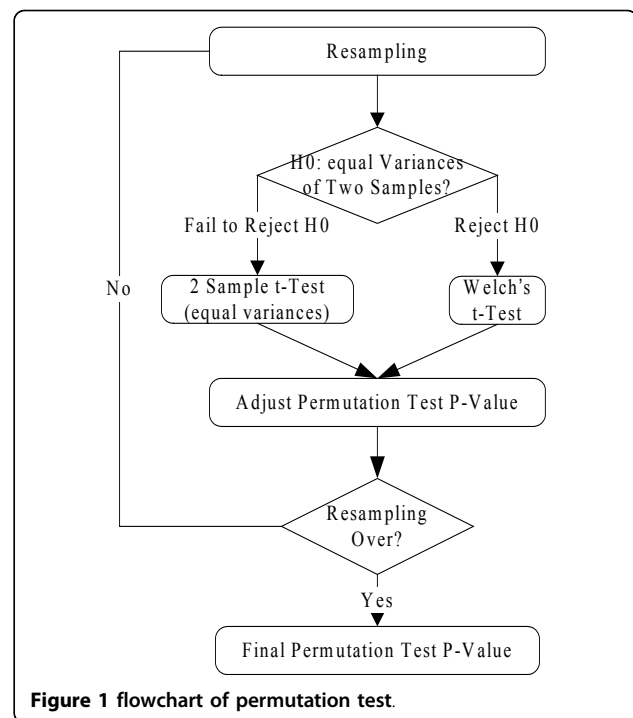 Resampling
H0: equal Variances
of Two Samples?
Fail to Reject H0
Reject H0
No
2 Sample t-Test
(equal variances)
Welch's
t-Test
Adjust Permutation Test P-Value
Resampling
Over?
Yes
Final Permutation Test P-Value
Figure 1 flowchart of permutation test.